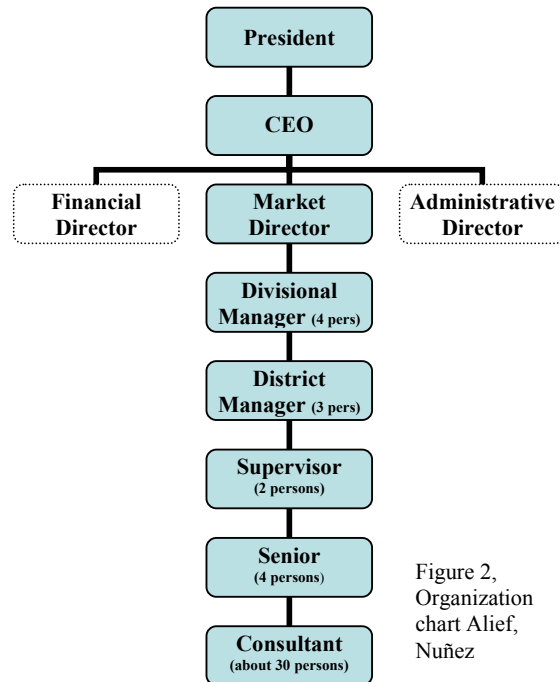 President
CEO
Financial
Director
Market
Director
Administrative
Director
Divisional
Manager (4 pers)
District
Manager (3 pers)
Supervisor
(2 persons)
Senior
(4 persons)
Consultant
(about 30 persons)
Figure 2,
Organization
chart Alief,
Nuñez